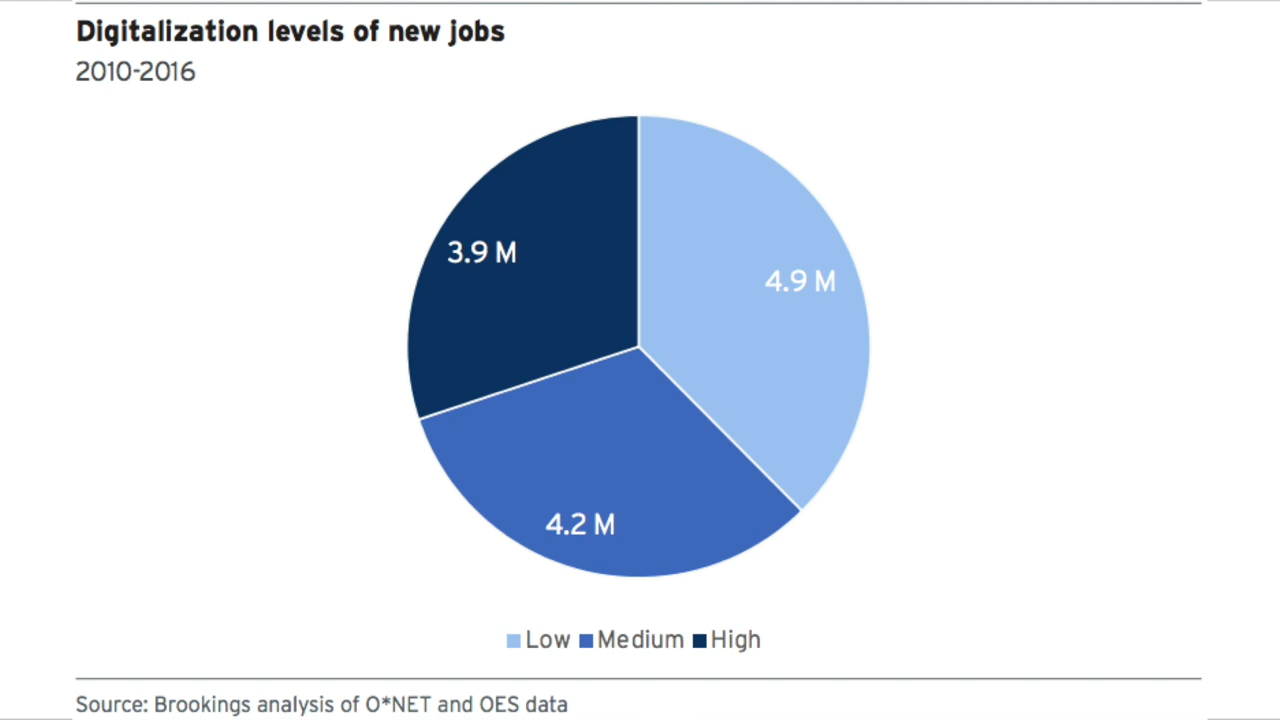 Digitalization levels of new jobs
2010-2016
3.9 M
4.9 M
4.2 M
Low Medium High
Source: Brookings analysis of O*NET and OES data